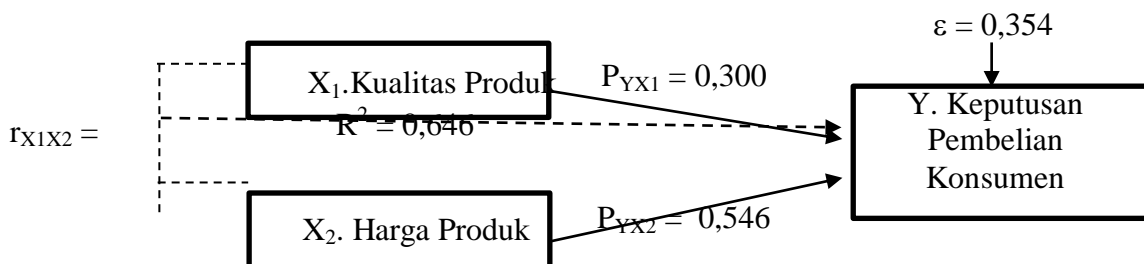 ε = 0,354
X₁.Kualitas Produk
P_YX1 = 0,300
Y. Keputusan
Pembelian
Konsumen
R² = 0,646
r_X1X2 =
X₂. Harga Produk
P_YX2 = 0,546